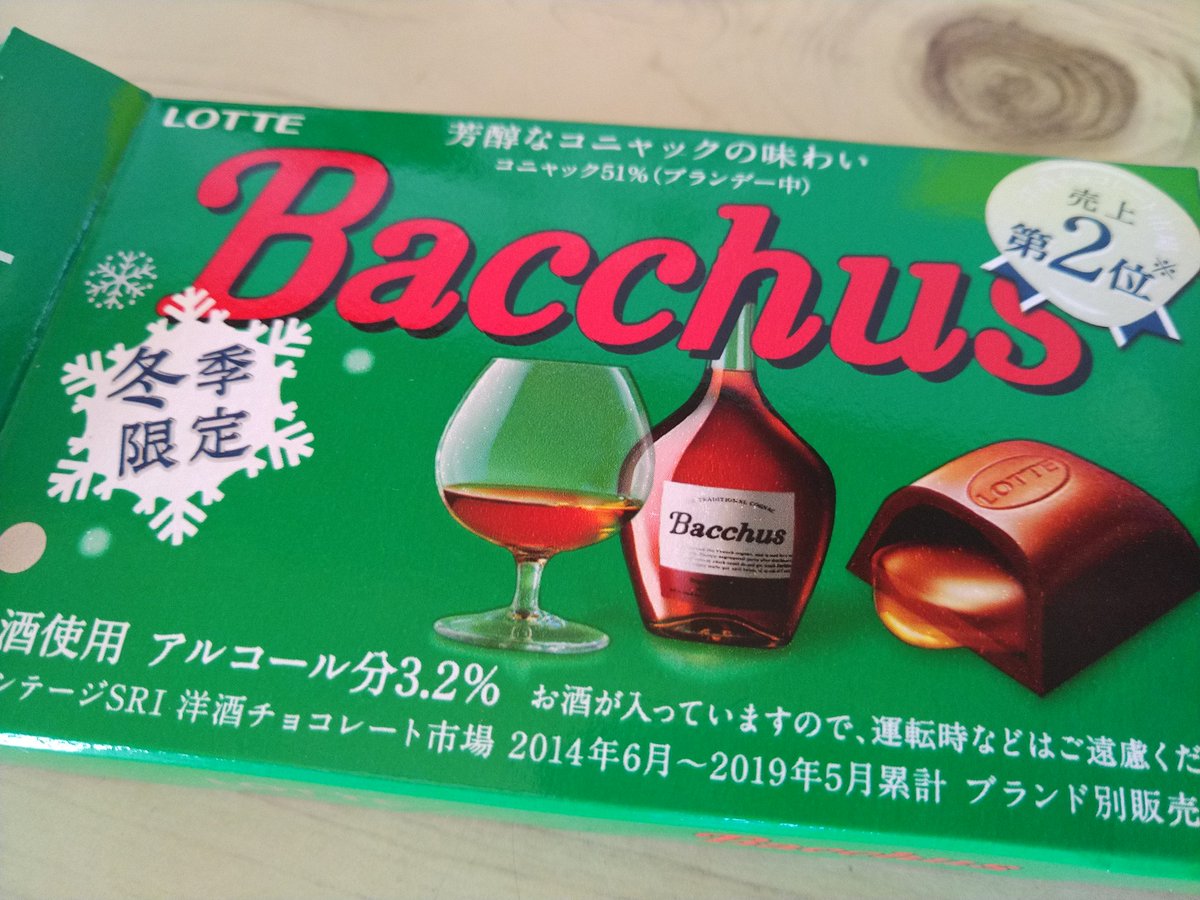 LOTTE
芳醇なコニャックの味わい
コニャック51%(ブランデー中)
Bacchus
売上
第2位※
冬季
限定
TRADITIONAL COGNAC
Bacchus
LOTTE
酒使用 アルコール分3.2% お酒が入っていますので、運転時などはご遠慮くだ
ンテージSRI 洋酒チョコレート市場 2014年6月〜2019年5月累計 ブランド別販売
Bacchus